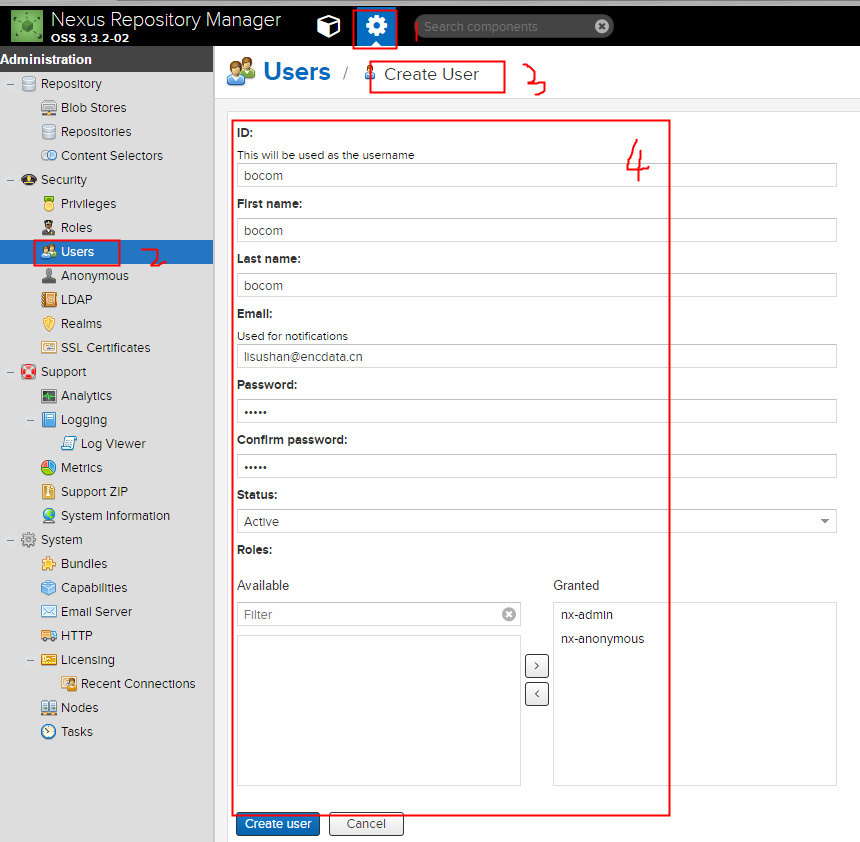 Nexus Repository Manager
OSS 3.3.2-02
1
Search components
Administration
Repository
Blob Stores
Repositories
Content Selectors
Security
Privileges
Roles
Users
2
Anonymous
LDAP
Realms
SSL Certificates
Support
Analytics
Logging
Log Viewer
Metrics
Support ZIP
System Information
System
Bundles
Capabilities
Email Server
HTTP
Licensing
Recent Connections
Nodes
Tasks
Users / Create User
3
4
ID:
This will be used as the username
bocom
First name:
bocom
Last name:
bocom
Email:
Used for notifications
lisushan@encdata.cn
Password:
•••••
Confirm password:
•••••
Status:
Active
Roles:
Available
Filter
Granted
nx-admin
nx-anonymous
>
<
Create user
Cancel